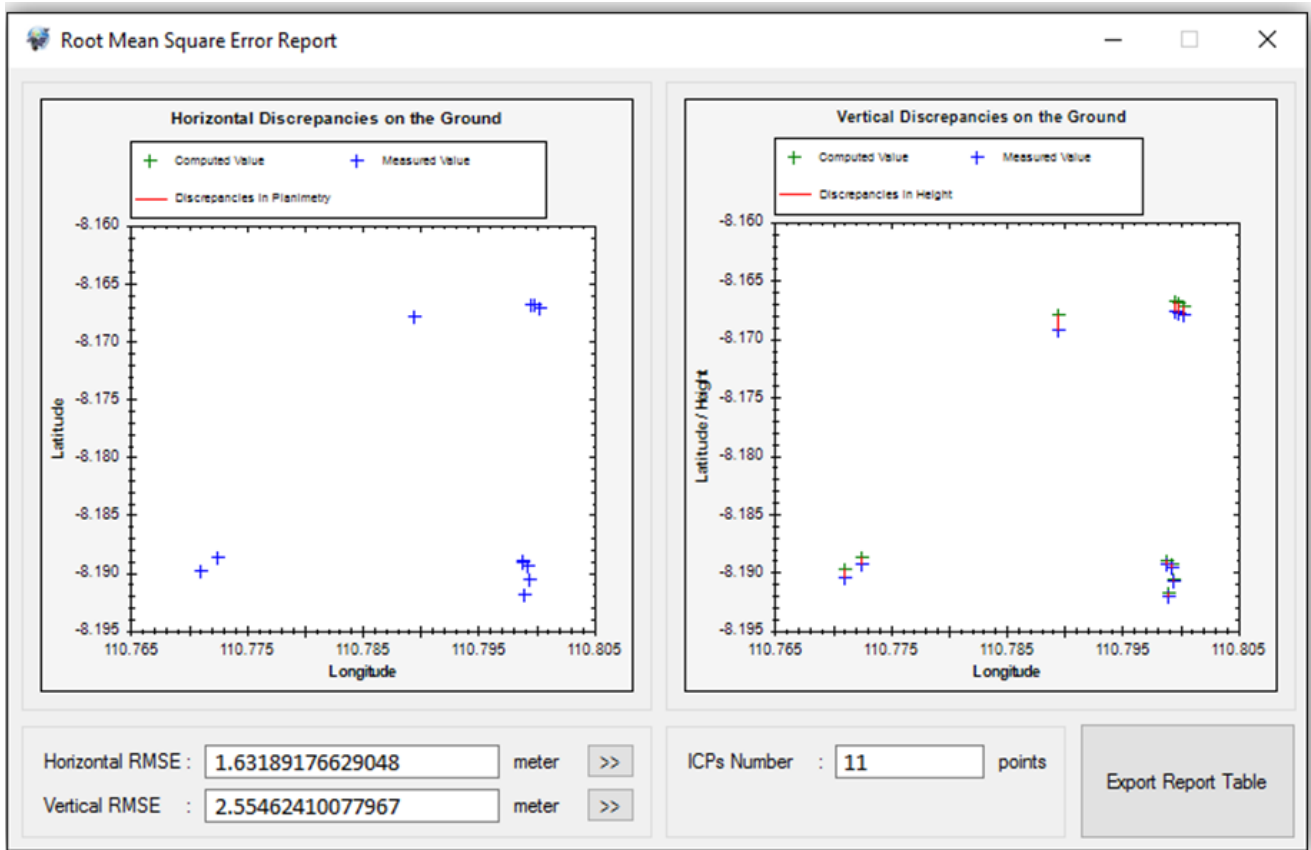 Root Mean Square Error Report
Horizontal Discrepancies on the Ground
Computed Value Measured Value
Discrepancies in Planimetry
-8.160
-8.165
-8.170
-8.175
-8.180
-8.185
-8.190
-8.195
Latitude
110.765 110.775 110.785 110.795 110.805
Longitude
Vertical Discrepancies on the Ground
Computed Value Measured Value
Discrepancies in Height
-8.160
-8.165
-8.170
-8.175
-8.180
-8.185
-8.190
-8.195
Latitude / Height
110.765 110.775 110.785 110.795 110.805
Longitude
Horizontal RMSE : 1.63189176629048 meter >>
Vertical RMSE : 2.55462410077967 meter >>
ICPs Number : 11 points
Export Report Table